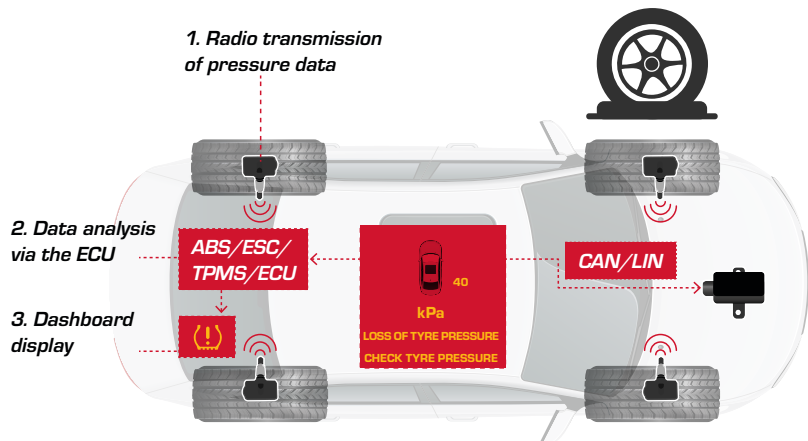 1. Radio transmission
of pressure data
2. Data analysis
via the ECU
ABS/ESC/
TPMS/ECU
3. Dashboard
display
40
kPa
LOSS OF TYRE PRESSURE
CHECK TYRE PRESSURE
CAN/LIN